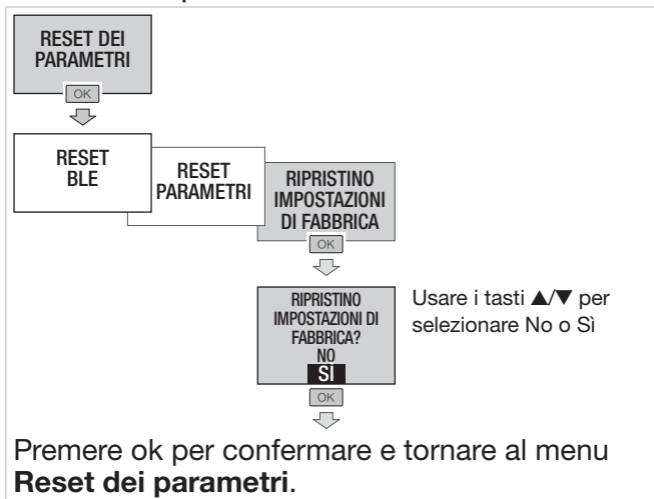 RESET DEI
PARAMETRI
OK
RESET
BLE
RESET
PARAMETRI
RIPRISTINO
IMPOSTAZIONI
DI FABBRICA
OK
RIPRISTINO
IMPOSTAZIONI DI
FABBRICA?
NO
SÌ
OK
Usare i tasti ▲/▼ per
selezionare No o Sì
Premere ok per confermare e tornare al menu
Reset dei parametri.